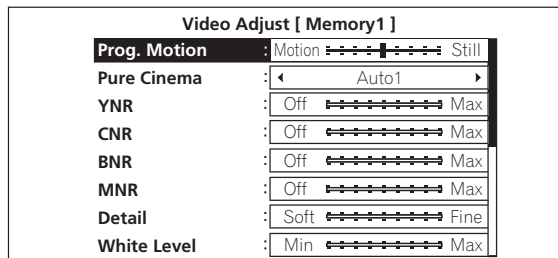 Video Adjust [ Memory1 ]
Prog. Motion : Motion Still
Pure Cinema : Auto1
YNR : Off Max
CNR : Off Max
BNR : Off Max
MNR : Off Max
Detail : Soft Fine
White Level : Min Max